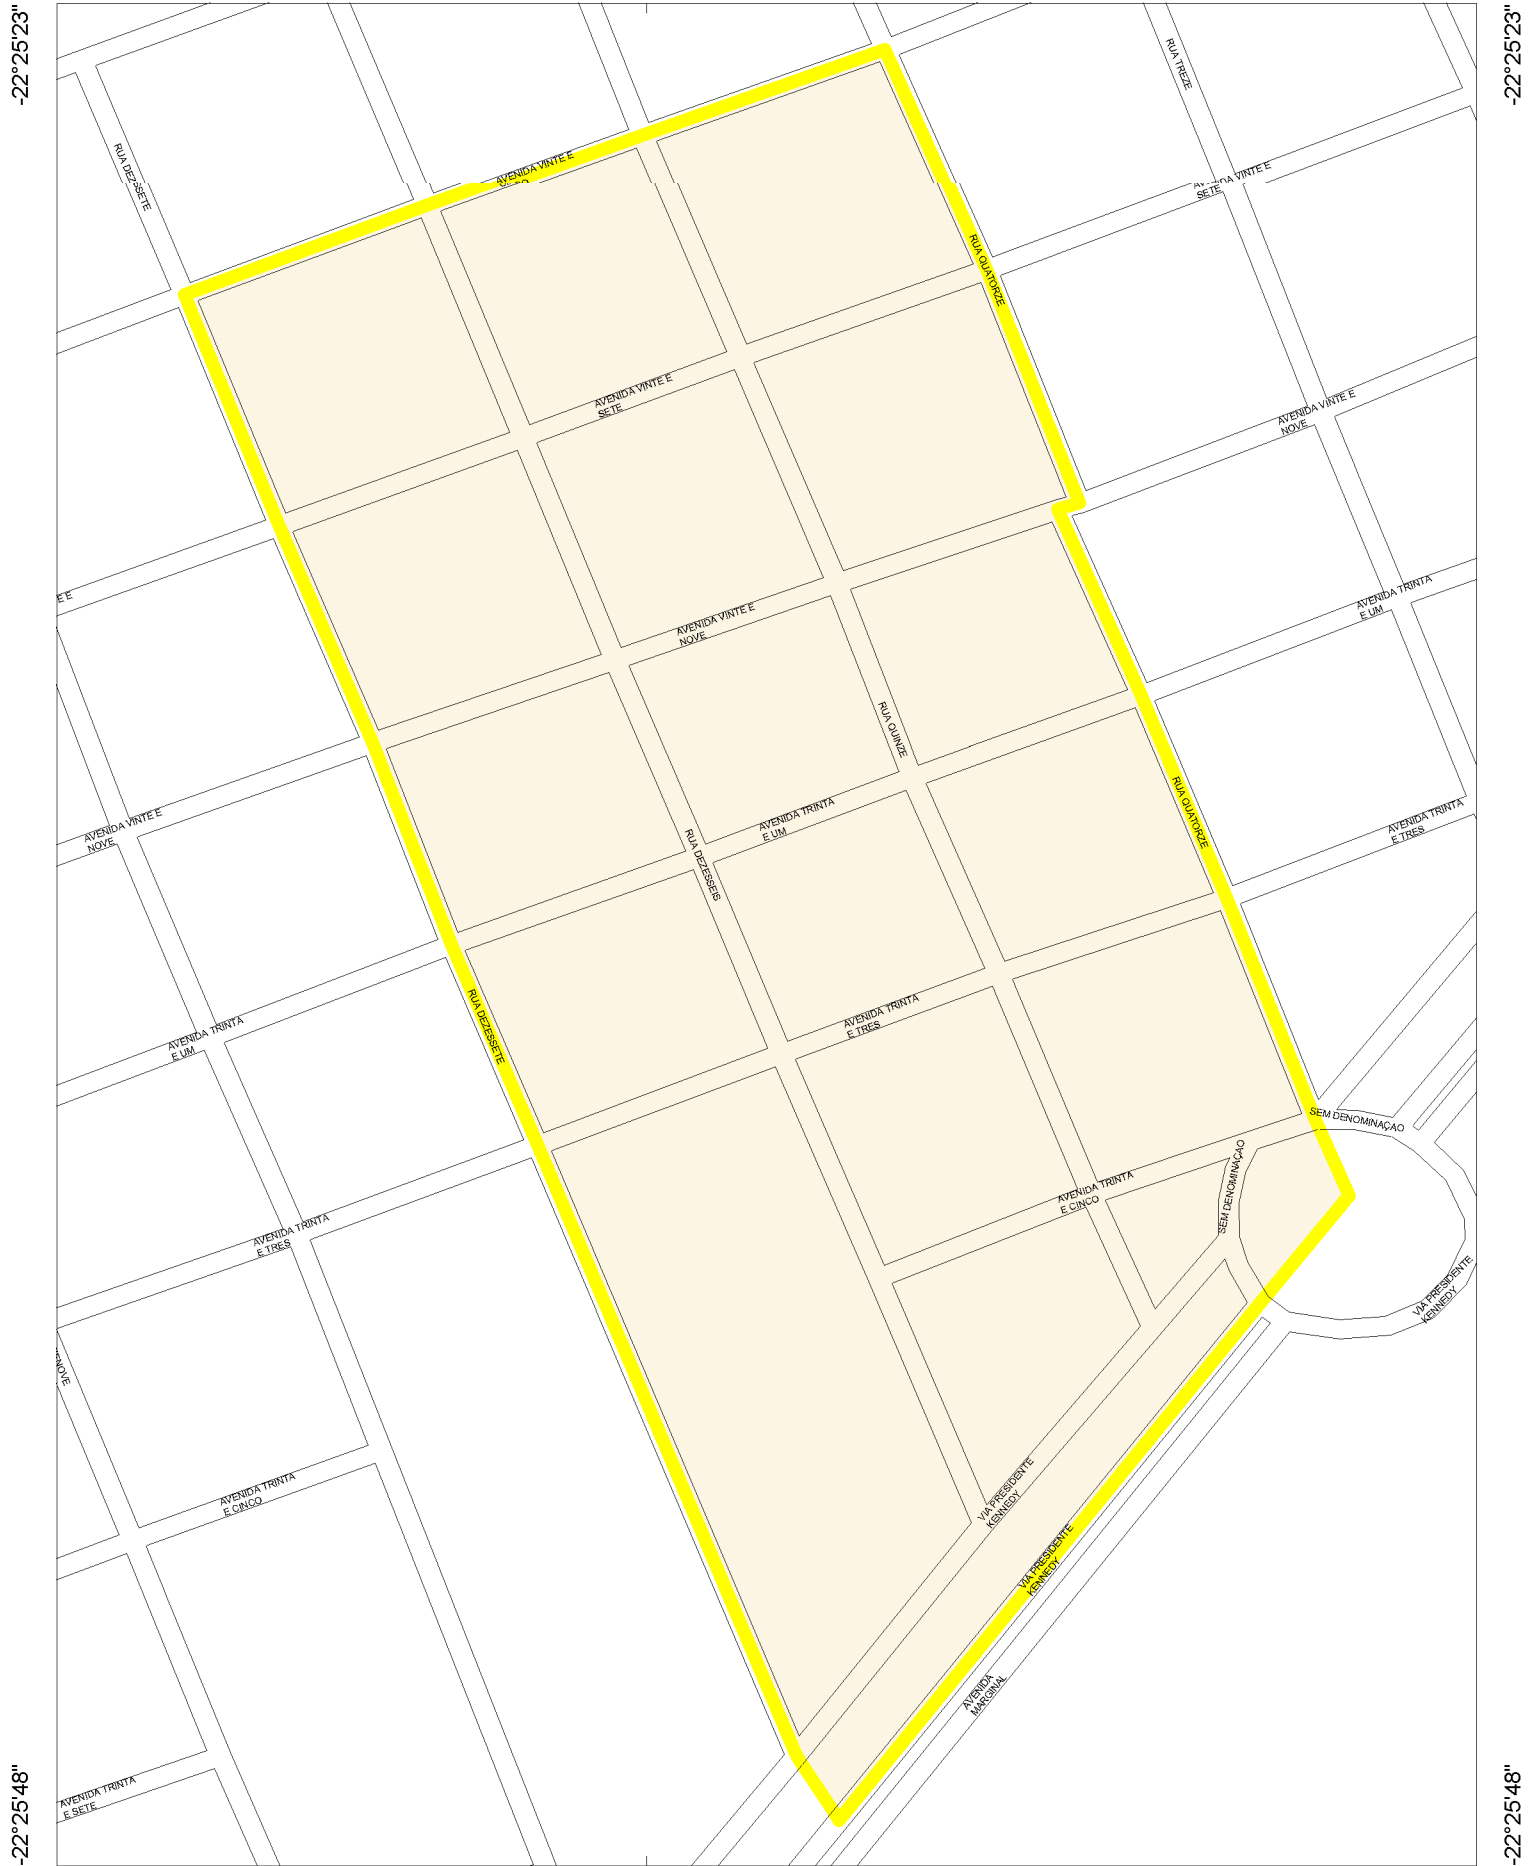 -22°25'23"
-22°25'23"
RUA TREZE
RUA DEZESSETE
AVENIDA VINTE E
AVENIDA VINTE E
SETE
RUA QUATORZE
AVENIDA VINTE E
SETE
AVENIDA VINTE E
NOVE
E E
AVENIDA TRINTA
E UM
AVENIDA VINTE E
NOVE
RUA QUINZE
AVENIDA VINTE E
NOVE
AVENIDA TRINTA
E UM
RUA QUATORZE
AVENIDA TRINTA
E TRES
RUA DEZESSEIS
AVENIDA TRINTA
E UM
RUA DEZESSETE
AVENIDA TRINTA
E TRES
SEM DENOMINAÇAO
SEM DENOMINAÇAO
AVENIDA TRINTA
E CINCO
AVENIDA TRINTA
E TRES
VIA PRESIDENTE
KENNEDY
ENOVE
AVENIDA TRINTA
E CINCO
VIA PRESIDENTE
KENNEDY
VIA PRESIDENTE
KENNEDY
AVENIDA
MARGINAL
AVENIDA TRINTA
E SETE
-22°25'48"
-22°25'48"